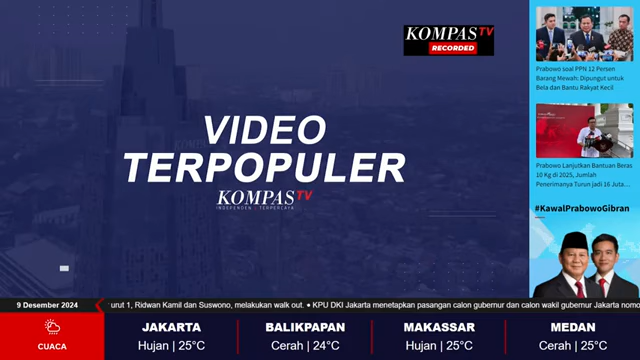 KOMPAS TV
RECORDED
VIDEO
TERPOPULER
KOMPAS TV
INDEPENDEN | TERPERCAYA
Prabowo soal PPN 12 Persen
Barang Mewah: Dipungut untuk
Bela dan Bantu Rakyat Kecil
Prabowo Lanjutkan Bantuan Beras
10 Kg di 2025, Jumlah
Penerimanya Turun jadi 16 Juta...
#KawalPrabowoGibran
9 Desember 2024
urut 1, Ridwan Kamil dan Suswono, melakukan walk out. • KPU DKI Jakarta menetapkan pasangan calon gubernur dan calon wakil gubernur Jakarta nomo
CUACA
JAKARTA
Hujan | 25°C
BALIKPAPAN
Cerah | 24°C
MAKASSAR
Hujan | 25°C
MEDAN
Cerah | 25°C